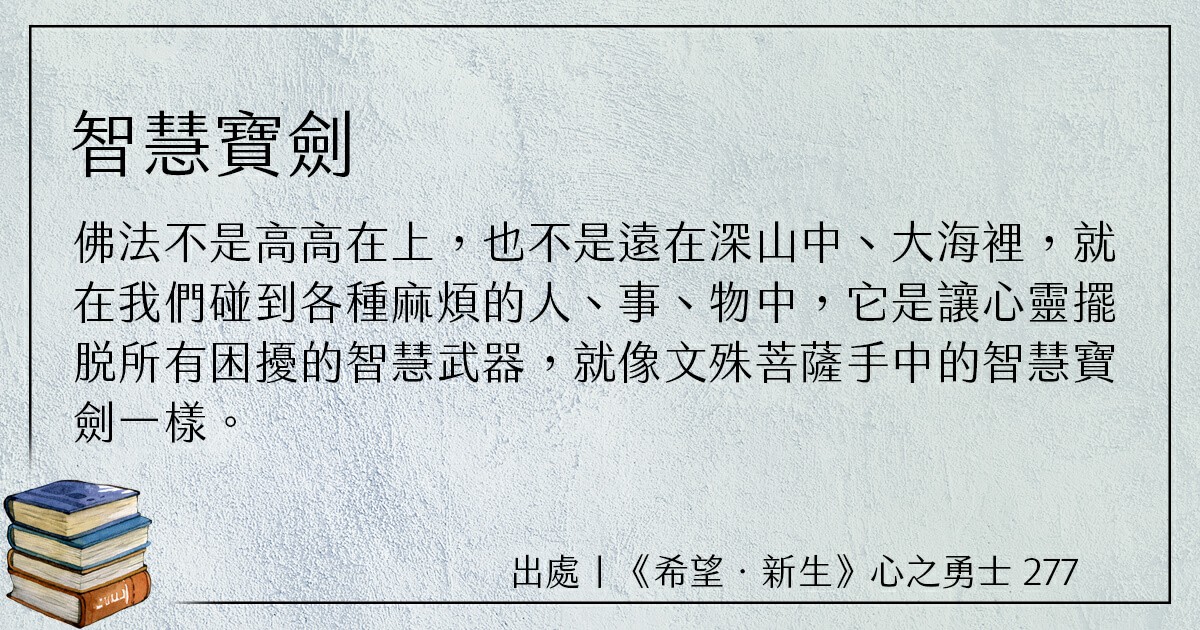 智慧寶劍
佛法不是高高在上，也不是遠在深山中、大海裡，就
在我們碰到各種麻煩的人、事、物中，它是讓心靈擺
脫所有困擾的智慧武器，就像文殊菩薩手中的智慧寶
劍一樣。
出處｜《希望．新生》心之勇士 277